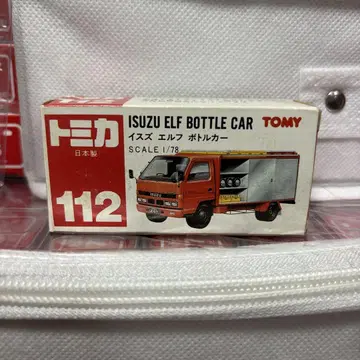 トミカ
日本製
112
ISUZU ELF BOTTLE CAR
イスズ エルフ ボトルカー
SCALE 1/78
TOMY